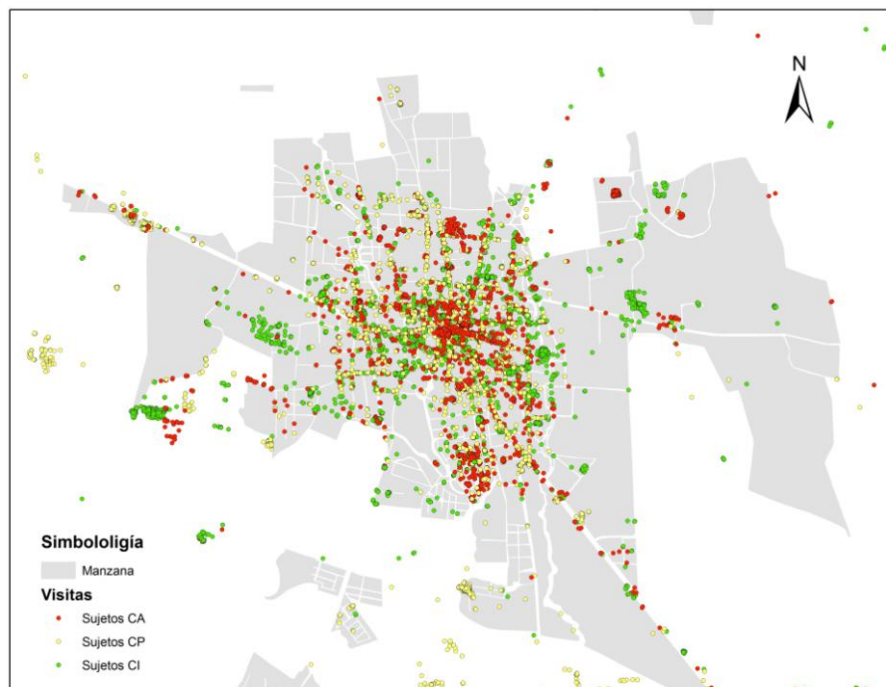 N
Simbololigía
Manzana
Visitas
Sujetos CA
Sujetos CP
Sujetos CI